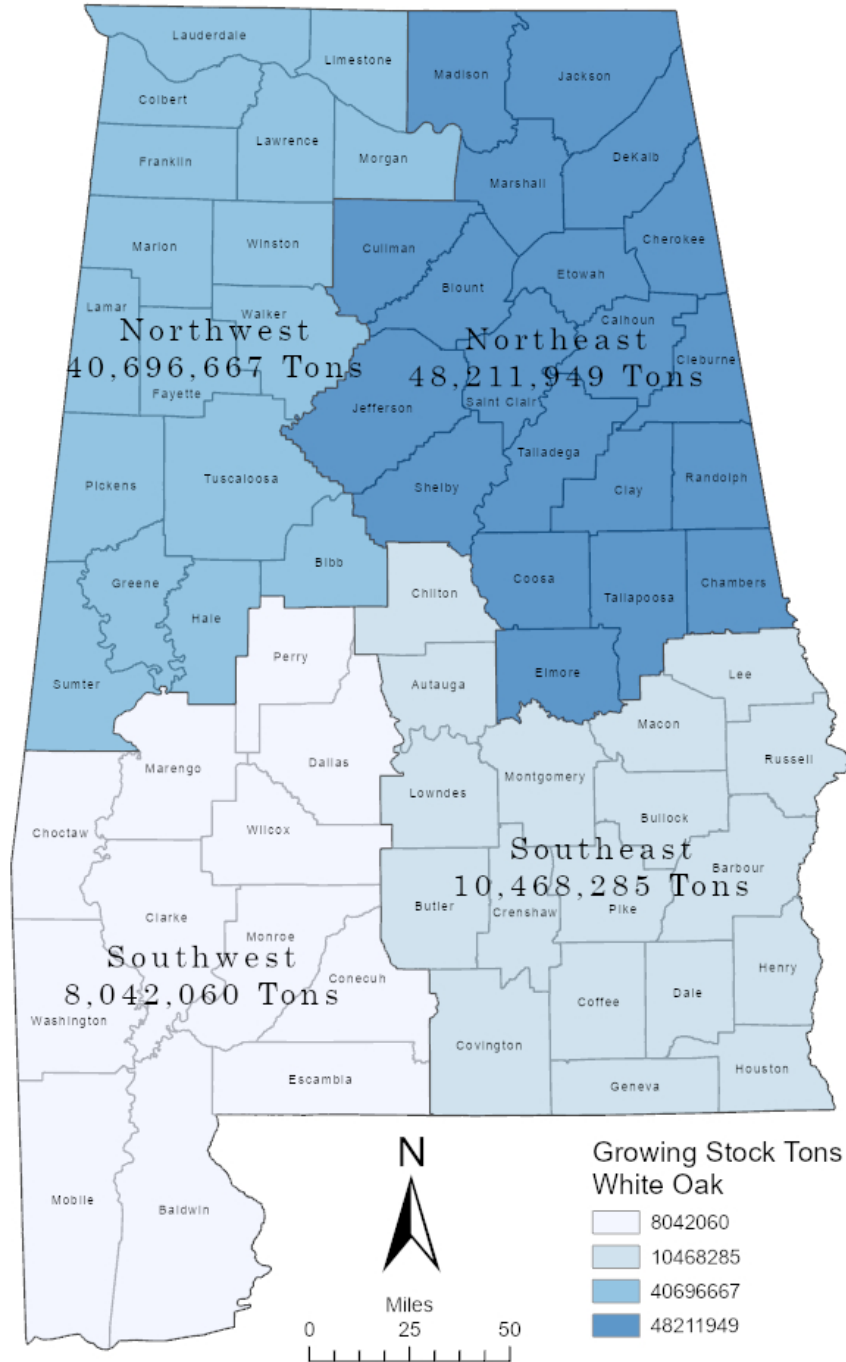 Lauderdale
Limestone
Madison
Jackson
Colbert
Lawrence
Franklin
Morgan
DeKalb
Marshall
Marion
Winston
Cullman
Cherokee
Etowah
Blount
Lamar
Walker
Calhoun
Northwest
40,696,667 Tons
Northeast
48,211,949 Tons
Cleburne
Fayette
Jefferson
Saint Clair
Talladega
Pickens
Tuscaloosa
Shelby
Clay
Randolph
Greene
Bibb
Coosa
Tallapoosa
Chambers
Hale
Chilton
Perry
Elmore
Lee
Sumter
Autauga
Macon
Marengo
Dallas
Montgomery
Russell
Lowndes
Choctaw
Wilcox
Bullock
Southeast
10,468,285 Tons
Barbour
Butler
Crenshaw
Pike
Clarke
Monroe
Southwest
8,042,060 Tons
Conecuh
Henry
Coffee
Dale
Washington
Covington
Escambia
Geneva
Houston
Mobile
Baldwin
N
Miles
0 25 50
Growing Stock Tons
White Oak
8042060
10468285
40696667
48211949